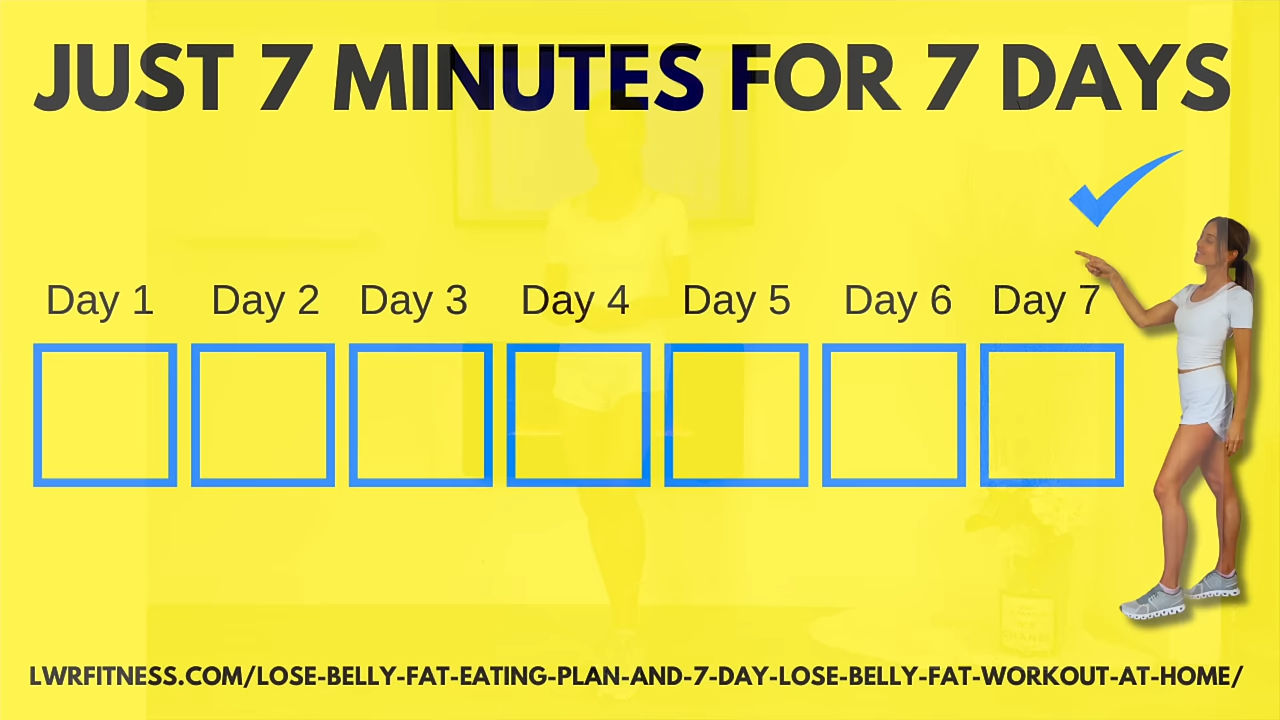 JUST 7 MINUTES FOR 7 DAYS
Day 1 Day 2 Day 3 Day 4 Day 5 Day 6 Day 7
LWRFITNESS.COM/LOSE-BELLY-FAT-EATING-PLAN-AND-7-DAY-LOSE-BELLY-FAT-WORKOUT-AT-HOME/